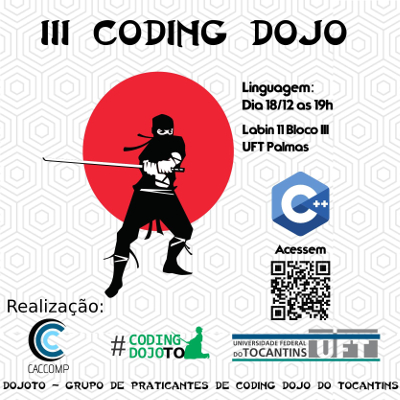 III CODING DOJO
Linguagem:
Dia 18/12 as 19h
Labin 11 Bloco III
UFT Palmas
C++
Acessem
Realização:
CACCOMP
#CODING
DOJOTO
UNIVERSIDADE FEDERAL
DO TOCANTINS
UFT
DOJOTO - GRUPO DE PRATICANTES DE CODING DOJO DO TOCANTINS